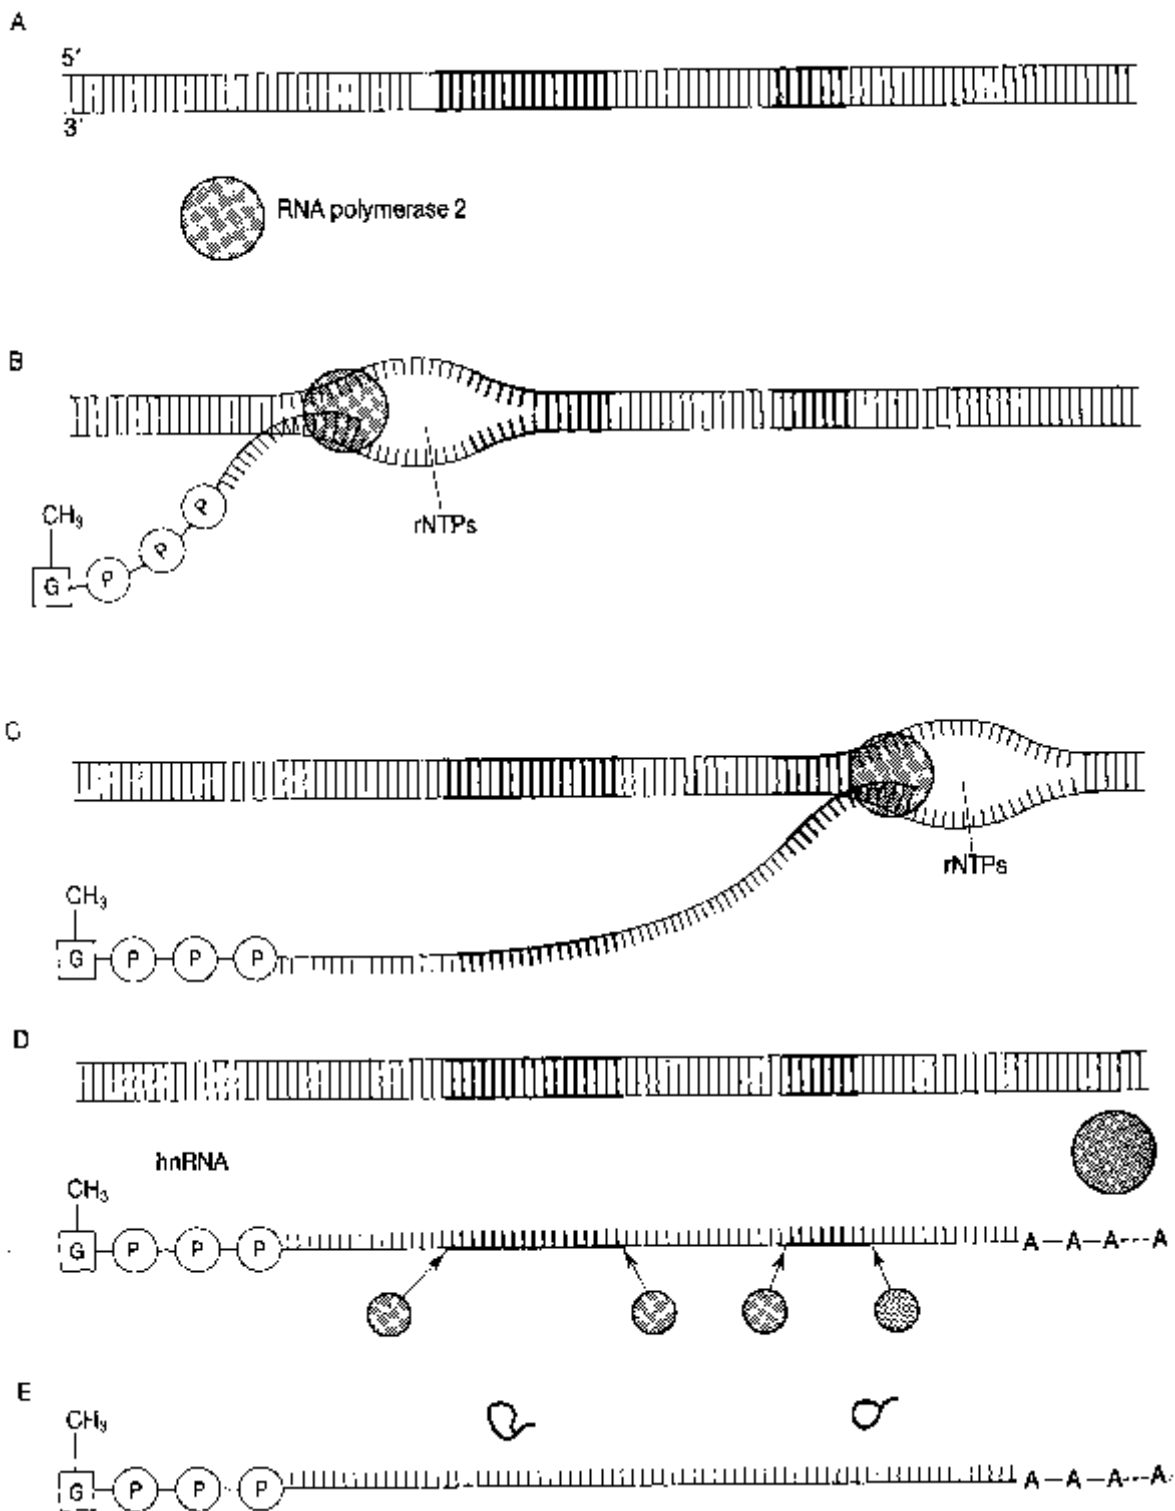 A
5′
3′
RNA polymerase 2
B
rNTPs
CH₃
G P P P
C
rNTPs
CH₃
G P P P
D
hnRNA
CH₃
G P P P A—A—A---A
E
CH₃
G P P P A—A—A---A